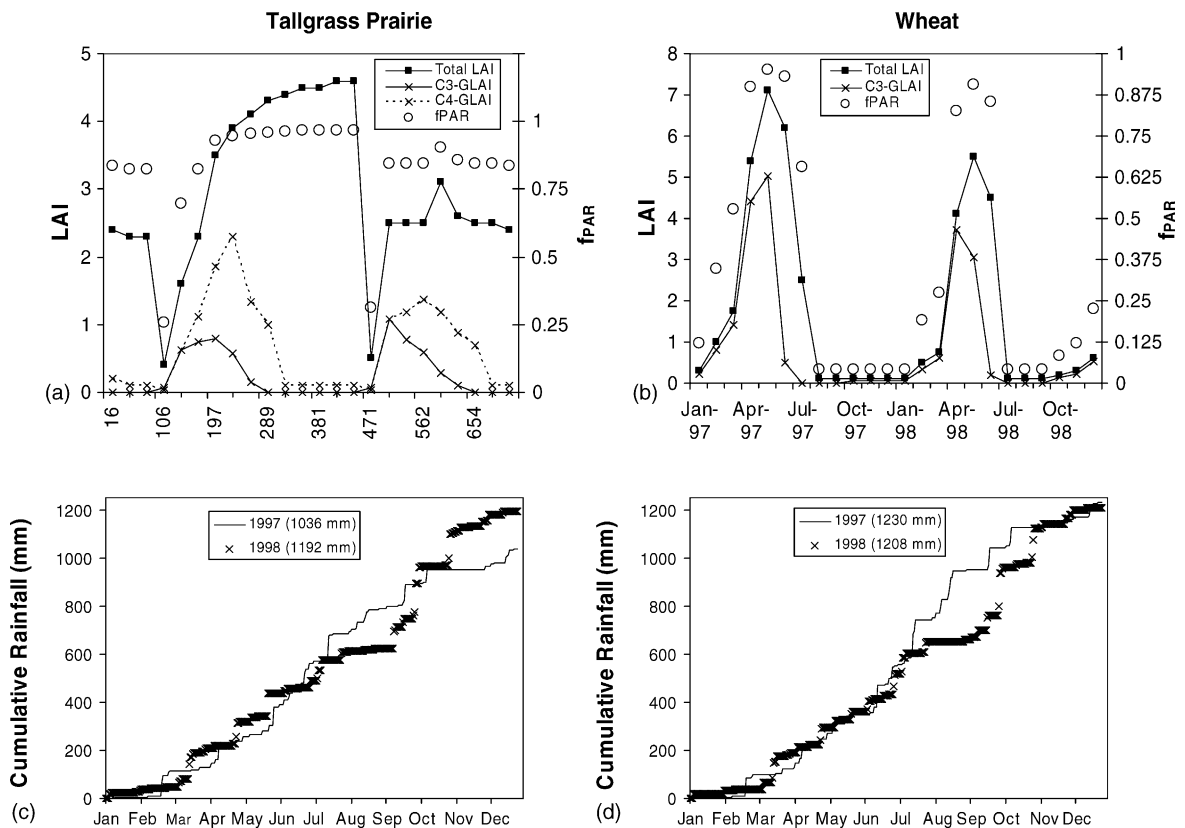 Tallgrass Prairie
Wheat
5
4
3
2
1
0
LAI
1
0.75
0.5
0.25
0
fPAR
Total LAI
C3-GLAI
C4-GLAI
fPAR
16
106
197
289
381
471
562
654
(a)
8
7
6
5
4
3
2
1
0
LAI
1
0.875
0.75
0.625
0.5
0.375
0.25
0.125
0
fPAR
Total LAI
C3-GLAI
fPAR
Jan- Apr- Jul- Oct- Jan- Apr- Jul- Oct-
97 97 97 97 98 98 98 98
(b)
1200
1000
800
600
400
200
0
Cumulative Rainfall (mm)
1997 (1036 mm)
1998 (1192 mm)
Jan Feb Mar Apr May Jun Jul Aug Sep Oct Nov Dec
(c)
1200
1000
800
600
400
200
0
Cumulative Rainfall (mm)
1997 (1230 mm)
1998 (1208 mm)
Jan Feb Mar Apr May Jun Jul Aug Sep Oct Nov Dec
(d)